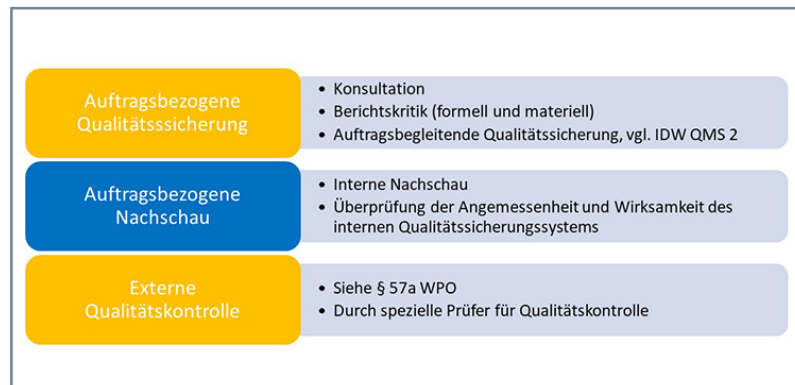 Auftragsbezogene
Qualitätsssicherung
• Konsultation
• Berichtskritik (formell und materiell)
• Auftragsbegleitende Qualitätssicherung, vgl. IDW QMS 2
Auftragsbezogene
Nachschau
• Interne Nachschau
• Überprüfung der Angemessenheit und Wirksamkeit des
internen Qualitätssicherungssystems
Externe
Qualitätskontrolle
• Siehe § 57a WPO
• Durch spezielle Prüfer für Qualitätskontrolle